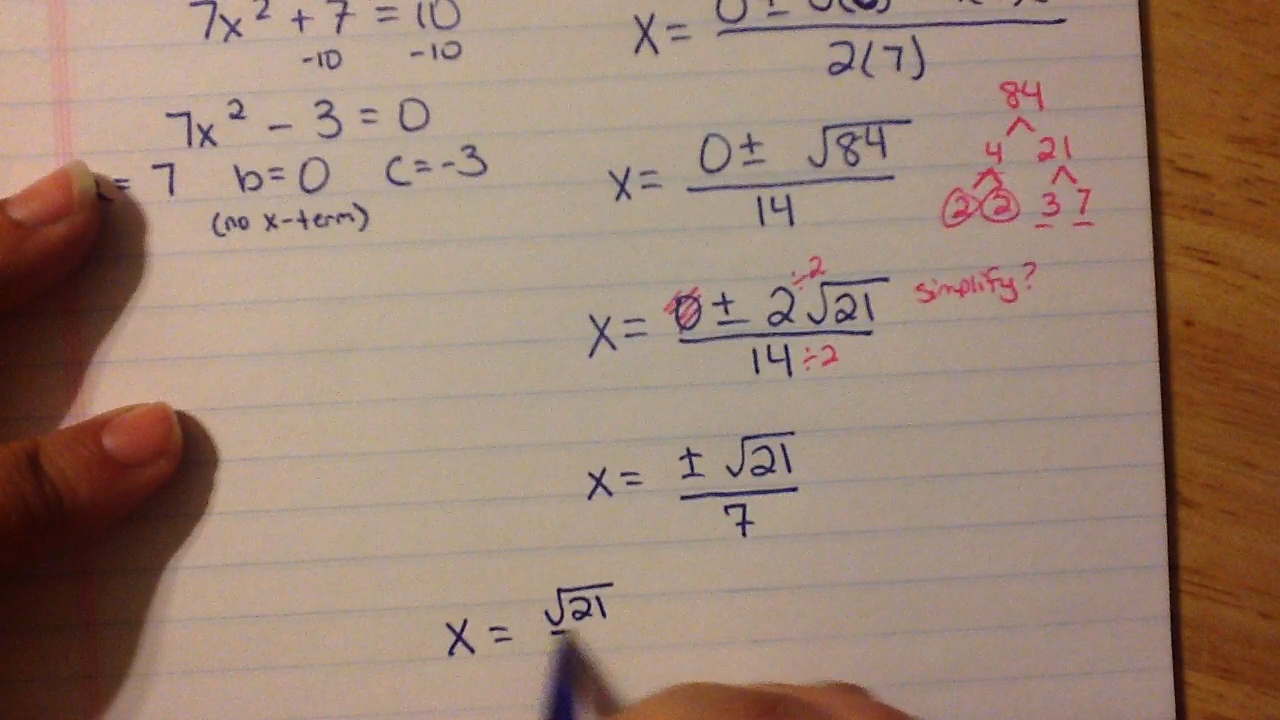 7x² + 7 = 10
-10 -10
7x² - 3 = 0
= 7 b=0 c=-3
(no x-term)
x=
2(7)
x= 0± √84
14
84
4 21
2 2 3 7
x= 0 ± 2√21
14
÷2
÷2
simplify?
x= ± √21
7
x = √21